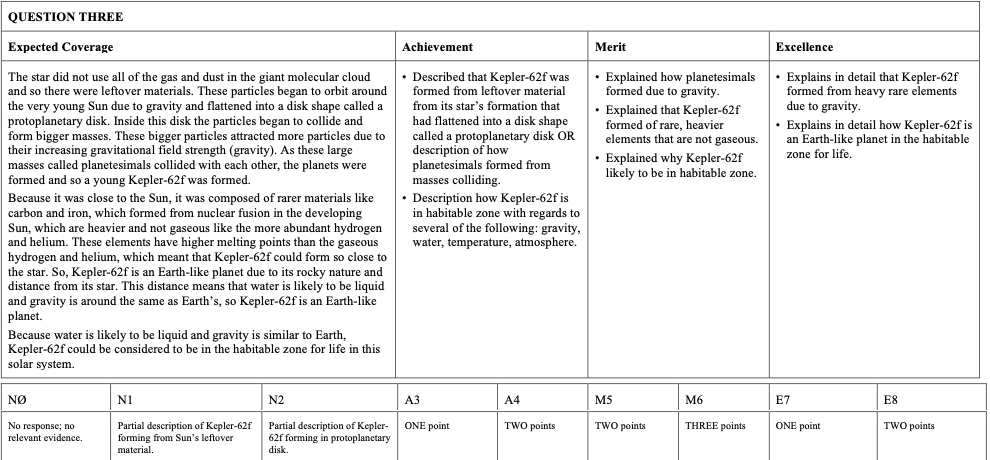 QUESTION THREE
Expected Coverage
Achievement
Merit
Excellence
The star did not use all of the gas and dust in the giant molecular cloud
and so there were leftover materials. These particles began to orbit around
the very young Sun due to gravity and flattened into a disk shape called a
protoplanetary disk. Inside this disk the particles began to collide and
form bigger masses. These bigger particles attracted more particles due to
their increasing gravitational field strength (gravity). As these large
masses called planetesimals collided with each other, the planets were
formed and so a young Kepler-62f was formed.
Because it was close to the Sun, it was composed of rarer materials like
carbon and iron, which formed from nuclear fusion in the developing
Sun, which are heavier and not gaseous like the more abundant hydrogen
and helium. These elements have higher melting points than the gaseous
hydrogen and helium, which meant that Kepler-62f could form so close to
the star. So, Kepler-62f is an Earth-like planet due to its rocky nature and
distance from its star. This distance means that water is likely to be liquid
and gravity is around the same as Earth's, so Kepler-62f is an Earth-like
planet.
Because water is likely to be liquid and gravity is similar to Earth,
Kepler-62f could be considered to be in the habitable zone for life in this
solar system.
• Described that Kepler-62f was
formed from leftover material
from its star's formation that
had flattened into a disk shape
called a protoplanetary disk OR
description of how
planetesimals formed from
masses colliding.
• Description how Kepler-62f is
in habitable zone with regards to
several of the following: gravity,
water, temperature, atmosphere.
• Explained how planetesimals
formed due to gravity.
• Explained that Kepler-62f
formed of rare, heavier
elements that are not gaseous.
• Explained why Kepler-62f
likely to be in habitable zone.
• Explains in detail that Kepler-62f
formed from heavy rare elements
due to gravity.
• Explains in detail how Kepler-62f is
an Earth-like planet in the habitable
zone for life.
NØ
N1
N2
A3
A4
M5
M6
E7
E8
No response; no
relevant evidence.
Partial description of Kepler-62f
forming from Sun's leftover
material.
Partial description of Kepler-
62f forming in protoplanetary
disk.
ONE point
TWO points
TWO points
THREE points
ONE point
TWO points